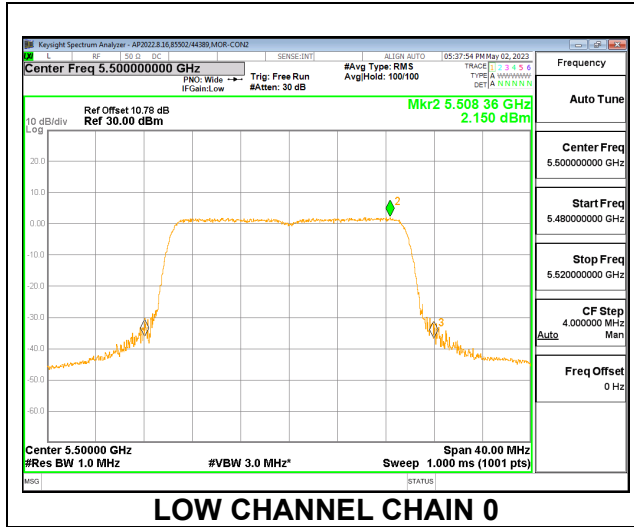 Keysight Spectrum Analyzer - AP2022.8.16,85502/44389,MOR-CON2
LXI L RF 50 Ω DC SENSE:INT ALIGN AUTO 05:37:54 PM May 02, 2023
Center Freq 5.500000000 GHz
PNO: Wide
IFGain:Low
Trig: Free Run
#Atten: 30 dB
#Avg Type: RMS
Avg|Hold: 100/100
TRACE 1 2 3 4 5 6
TYPE A WWWWW
DET A N N N N N
Frequency
Auto Tune
Center Freq
5.500000000 GHz
Start Freq
5.480000000 GHz
Stop Freq
5.520000000 GHz
CF Step
4.000000 MHz
Auto Man
Freq Offset
0 Hz
Mkr2 5.508 36 GHz
2.150 dBm
Ref Offset 10.78 dB
10 dB/div Ref 30.00 dBm
Log
20.0
10.0
0.00
-10.0
-20.0
-30.0
-40.0
-50.0
-60.0
2
3
Center 5.50000 GHz Span 40.00 MHz
#Res BW 1.0 MHz #VBW 3.0 MHz* Sweep 1.000 ms (1001 pts)
MSG STATUS
LOW CHANNEL CHAIN 0